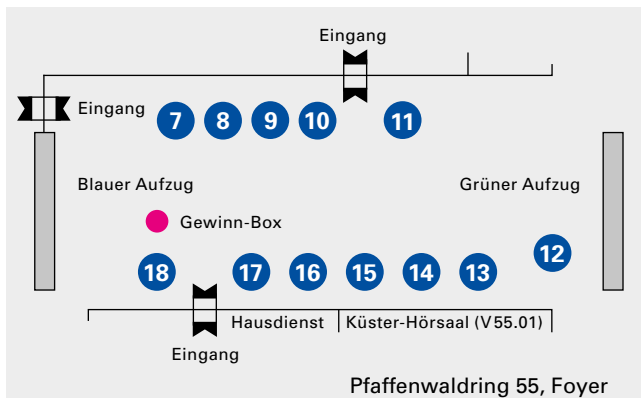 Eingang
Eingang
7 8 9 10 11
Blauer Aufzug
Grüner Aufzug
Gewinn-Box
12
18 17 16 15 14 13
Hausdienst
Küster-Hörsaal (V55.01)
Eingang
Pfaffenwaldring 55, Foyer